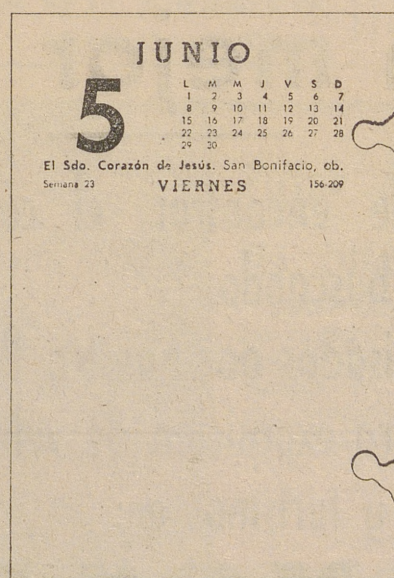 JUNIO
5
L M M J V S D
1 2 3 4 5 6 7
8 9 10 11 12 13 14
15 16 17 18 19 20 21
22 23 24 25 26 27 28
29 30
El Sdo. Corazón de Jesús. San Bonifacio, ob.
Semana 23 VIERNES 156-209